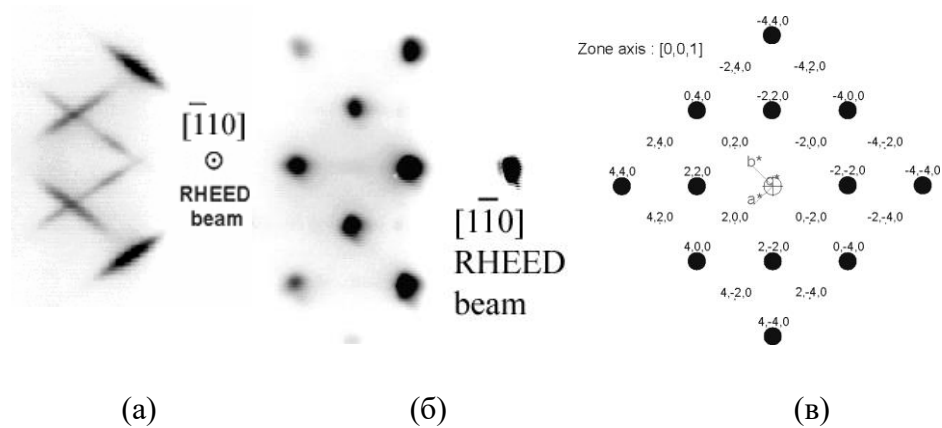 [1̅10]
RHEED
beam
(а)
[11̅0]
RHEED
beam
(б)
Zone axis : [0,0,1]
-4,4,0
-2,4,0 -4,2,0
0,4,0 -2,2,0 -4,0,0
2,4,0 0,2,0 -2,0,0 -4,-2,0
b*
4,4,0 2,2,0 -2,-2,0 -4,-4,0
a*
4,2,0 2,0,0 0,-2,0 -2,-4,0
4,0,0 2,-2,0 0,-4,0
4,-2,0 2,-4,0
4,-4,0
(в)